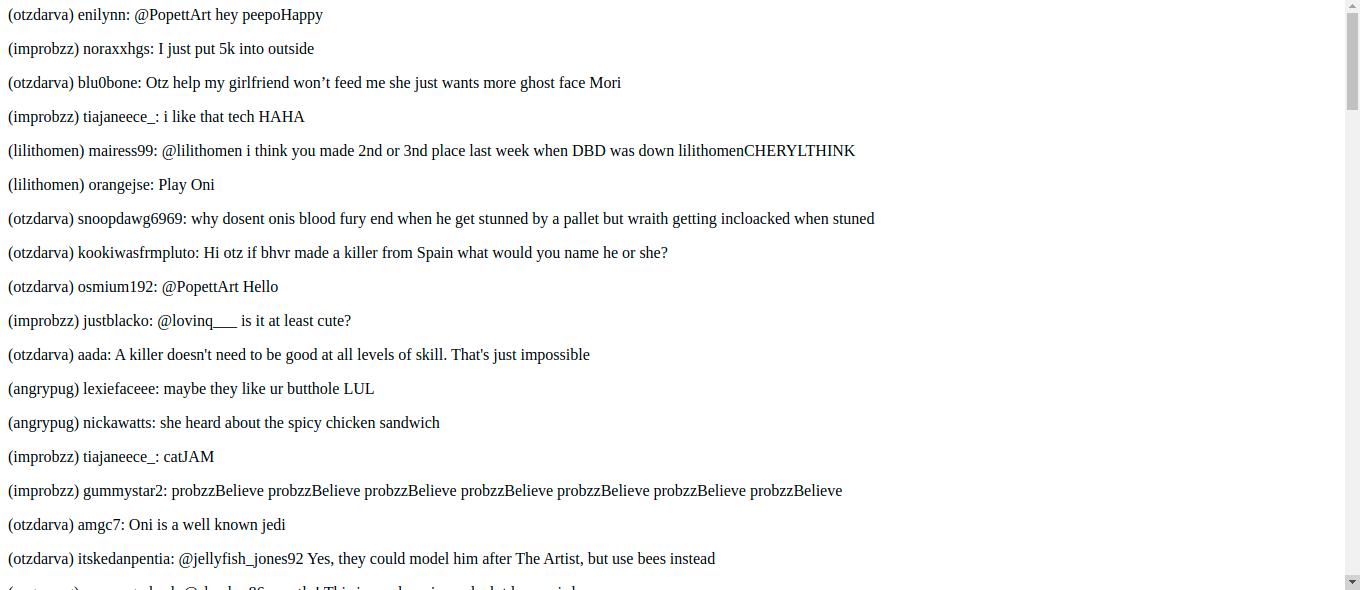 (otzdarva) enilynn: @PopettArt hey peepoHappy
(improbzz) noraxxhgs: I just put 5k into outside
(otzdarva) blu0bone: Otz help my girlfriend won’t feed me she just wants more ghost face Mori
(improbzz) tiajaneece_: i like that tech HAHA
(lilithomen) mairess99: @lilithomen i think you made 2nd or 3rd place last week when DBD was down lilithomenCHERYLTHINK
(lilithomen) orangejse: Play Oni
(otzdarva) snoopdawg6969: why dosent onis blood fury end when he get stunned by a pallet but wraith getting incloacked when stuned
(otzdarva) kookiwasfrmpluto: Hi otz if bhvr made a killer from Spain what would you name he or she?
(otzdarva) osmium192: @PopettArt Hello
(improbzz) justblacko: @lovinq___ is it at least cute?
(otzdarva) aada: A killer doesn't need to be good at all levels of skill. That's just impossible
(angrypug) lexiefaceee: maybe they like ur butthole LUL
(angrypug) nickawatts: she heard about the spicy chicken sandwich
(improbzz) tiajaneece_: catJAM
(improbzz) gummystar2: probzzBelieve probzzBelieve probzzBelieve probzzBelieve probzzBelieve probzzBelieve probzzBelieve
(otzdarva) amgc7: Oni is a well known jedi
(otzdarva) itskedanpentia: @jellyfish_jones92 Yes, they could model him after The Artist, but use bees instead